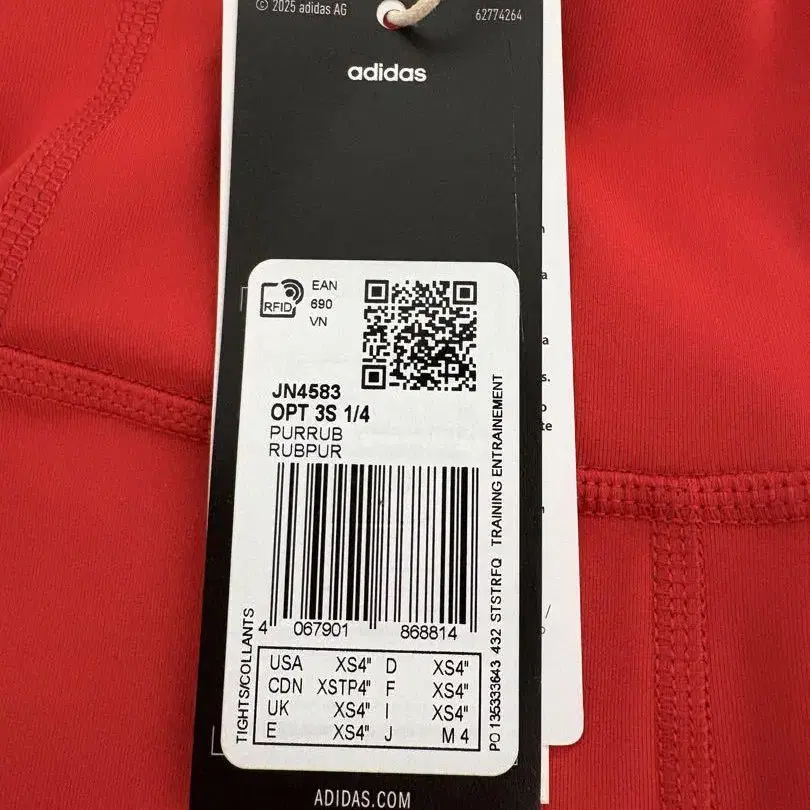 © 2025 adidas AG
62774264
adidas
RFID
EAN
690
VN
JN4583
OPT 3S 1/4
PURRUB
RUBPUR
4 067901 868814
TIGHTS/COLLANTS
PO 135333643 432 STSTRFQ TRAINING ENTRAINEMENT
USA XS4" D XS4"
CDN XSTP4" F XS4"
UK XS4" I XS4"
E XS4" J M 4
ADIDAS.COM